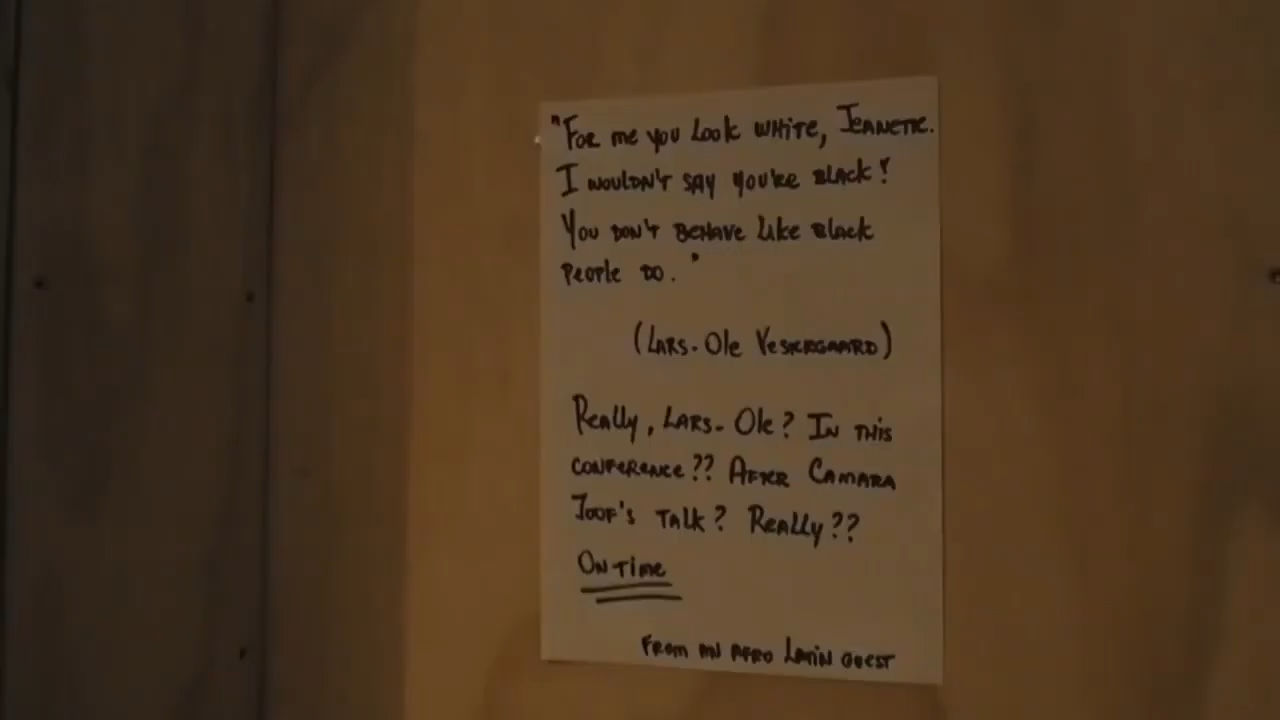 "For me you look white, Jeanette.
I wouldn't say you're black!
You don't behave like black
people do."
(Lars-Ole Veskrgaard)
Really, Lars-Ole? In this
conference?? After Camara
Joof's talk? Really??
On time
From an afro latin guest